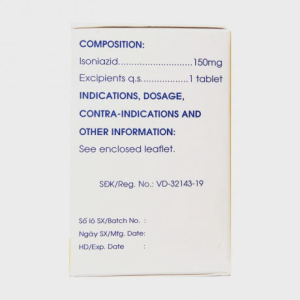 COMPOSITION:
Isoniazid............................150mg
Excipients q.s.................1 tablet
INDICATIONS, DOSAGE,
CONTRA-INDICATIONS AND
OTHER INFORMATION:
See enclosed leaflet.
SĐK/Reg. No.: VD-32143-19
Số lô SX/Batch No. :
Ngày SX/Mfg. Date:
HD/Exp. Date :